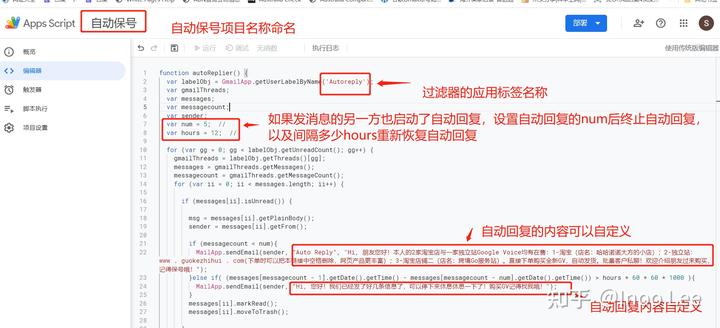 Apps Script
自动保号
自动保号项目名称命名
部署
S
概览
编辑器
触发器
脚本执行
项目设置
运行
调试
无函数
执行日志
使用传统版编辑器
1 function autoReplier() {
2 var labelObj = GmailApp.getUserLabelByName('Autoreply');
3 var gmailThreads;
4 var messages;
5 var messagecount;
6 var sender;
7 var num = 5; //
8 var hours = 12; //
过滤器的应用标签名称
如果发消息的另一方也启动了自动回复，设置自动回复的num后终止自动回复，
以及间隔多少hours重新恢复自动回复
for (var gg = 0; gg < labelObj.getUnreadCount(); gg++) {
gmailThreads = labelObj.getThreads()[gg];
messages = gmailThreads.getMessages();
messagecount = gmailThreads.getMessageCount();
for (var ii = 0; ii < messages.length; ii++) {
if (messages[ii].isUnread()) {
msg = messages[ii].getPlainBody();
sender = messages[ii].getFrom();
自动回复的内容可以自定义
if (messagecount < num){
MailApp.sendEmail(sender, "Auto Reply", "Hi, 朋友您好！本人的2家淘宝店与一家独立站Google Voice均有在售：1-淘宝（店名：哈哈诺诺大方的小店）；2-独立站：
www . guokezhihui . com(下单时可以把本链接中空格删除，网页产品更丰富)；3-淘宝店铺二（店名：跨境Go服务站）。直接下单购买全新GV，自动发货，批量客户私聊！欢迎介绍朋友过来购买，
记得保号哦！");
}else if( (messages[messagecount - 1].getDate().getTime() - messages[messagecount - num].getDate().getTime()) > hours * 60 * 60 * 1000 ){
MailApp.sendEmail(sender, "Hi, 您好！我们已经发了好几条信息了，可以停下来休息休息一下了！购买GV记得找我哦！");
}
messages[ii].markRead();
messages[ii].moveToTrash();
自动回复内容自定义
知乎